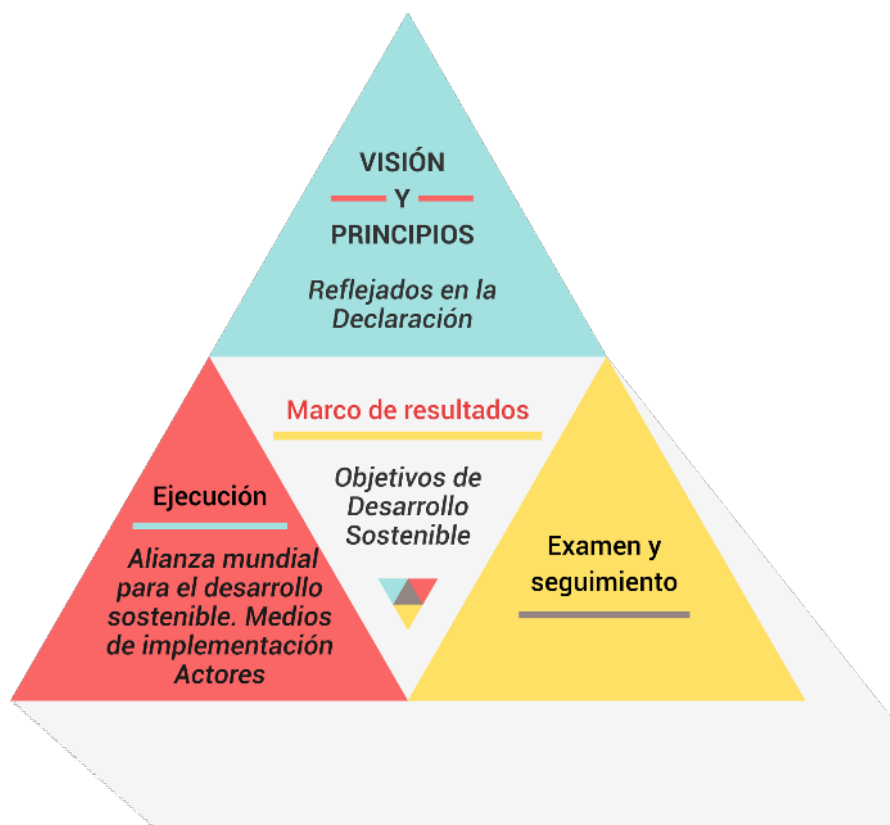 VISIÓN
Y
PRINCIPIOS
Reflejados en la
Declaración
Marco de resultados
Objetivos de
Desarrollo
Sostenible
Ejecución
Alianza mundial
para el desarrollo
sostenible. Medios
de implementación
Actores
Examen y
seguimiento